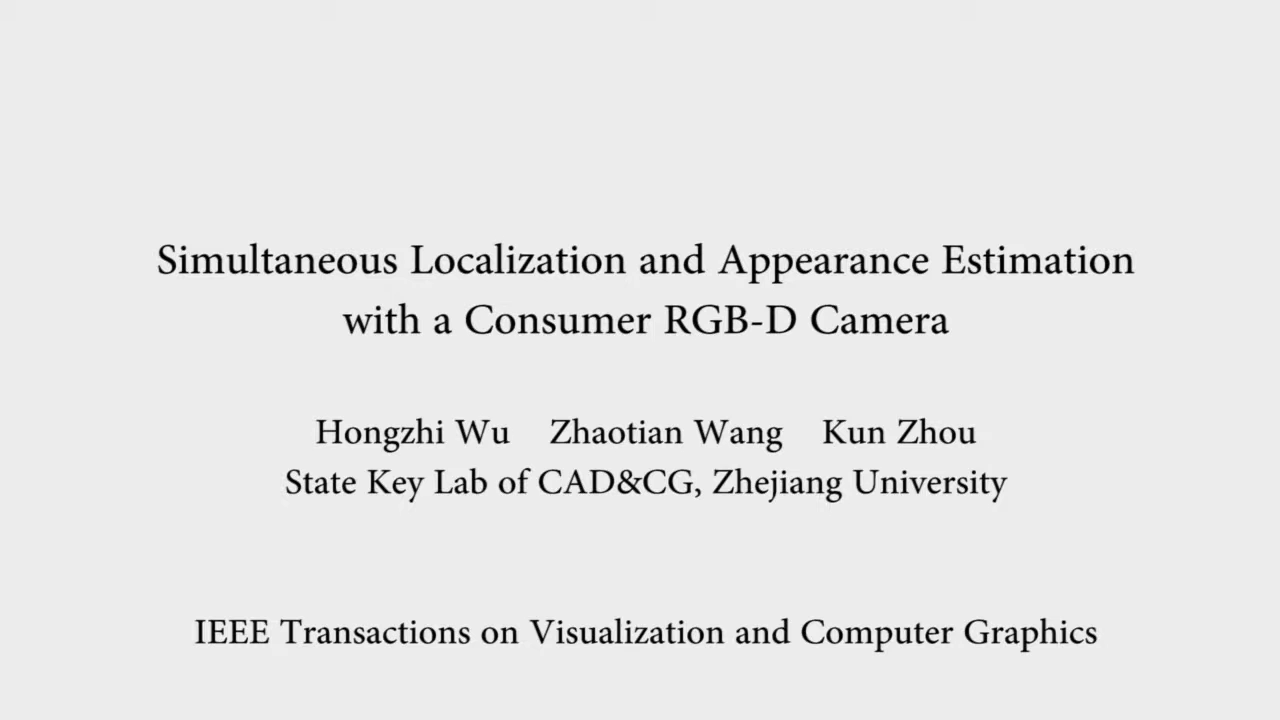 Simultaneous Localization and Appearance Estimation
with a Consumer RGB-D Camera
Hongzhi Wu Zhaotian Wang Kun Zhou
State Key Lab of CAD&CG, Zhejiang University
IEEE Transactions on Visualization and Computer Graphics